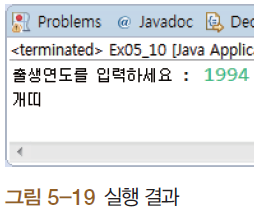 Problems @ Javadoc
<terminated> Ex05_10 [Java Applic
출생연도를 입력하세요 : 1994
개띠
그림 5-19 실행 결과